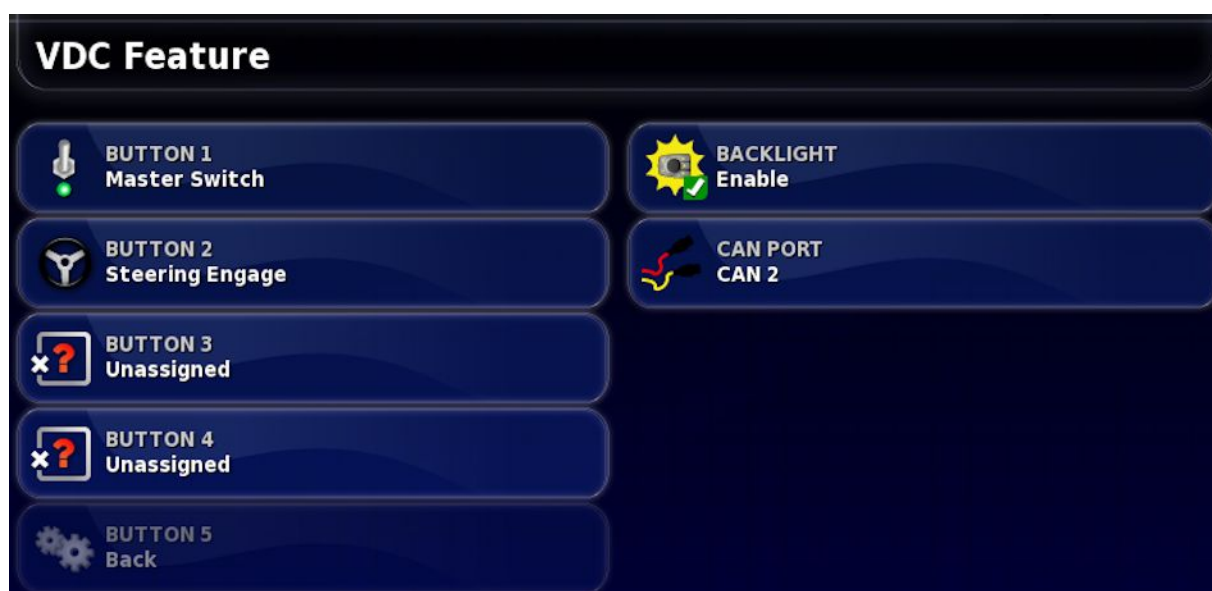 VDC Feature
BUTTON 1
Master Switch
BUTTON 2
Steering Engage
BUTTON 3
Unassigned
BUTTON 4
Unassigned
BUTTON 5
Back
BACKLIGHT
Enable
CAN PORT
CAN 2